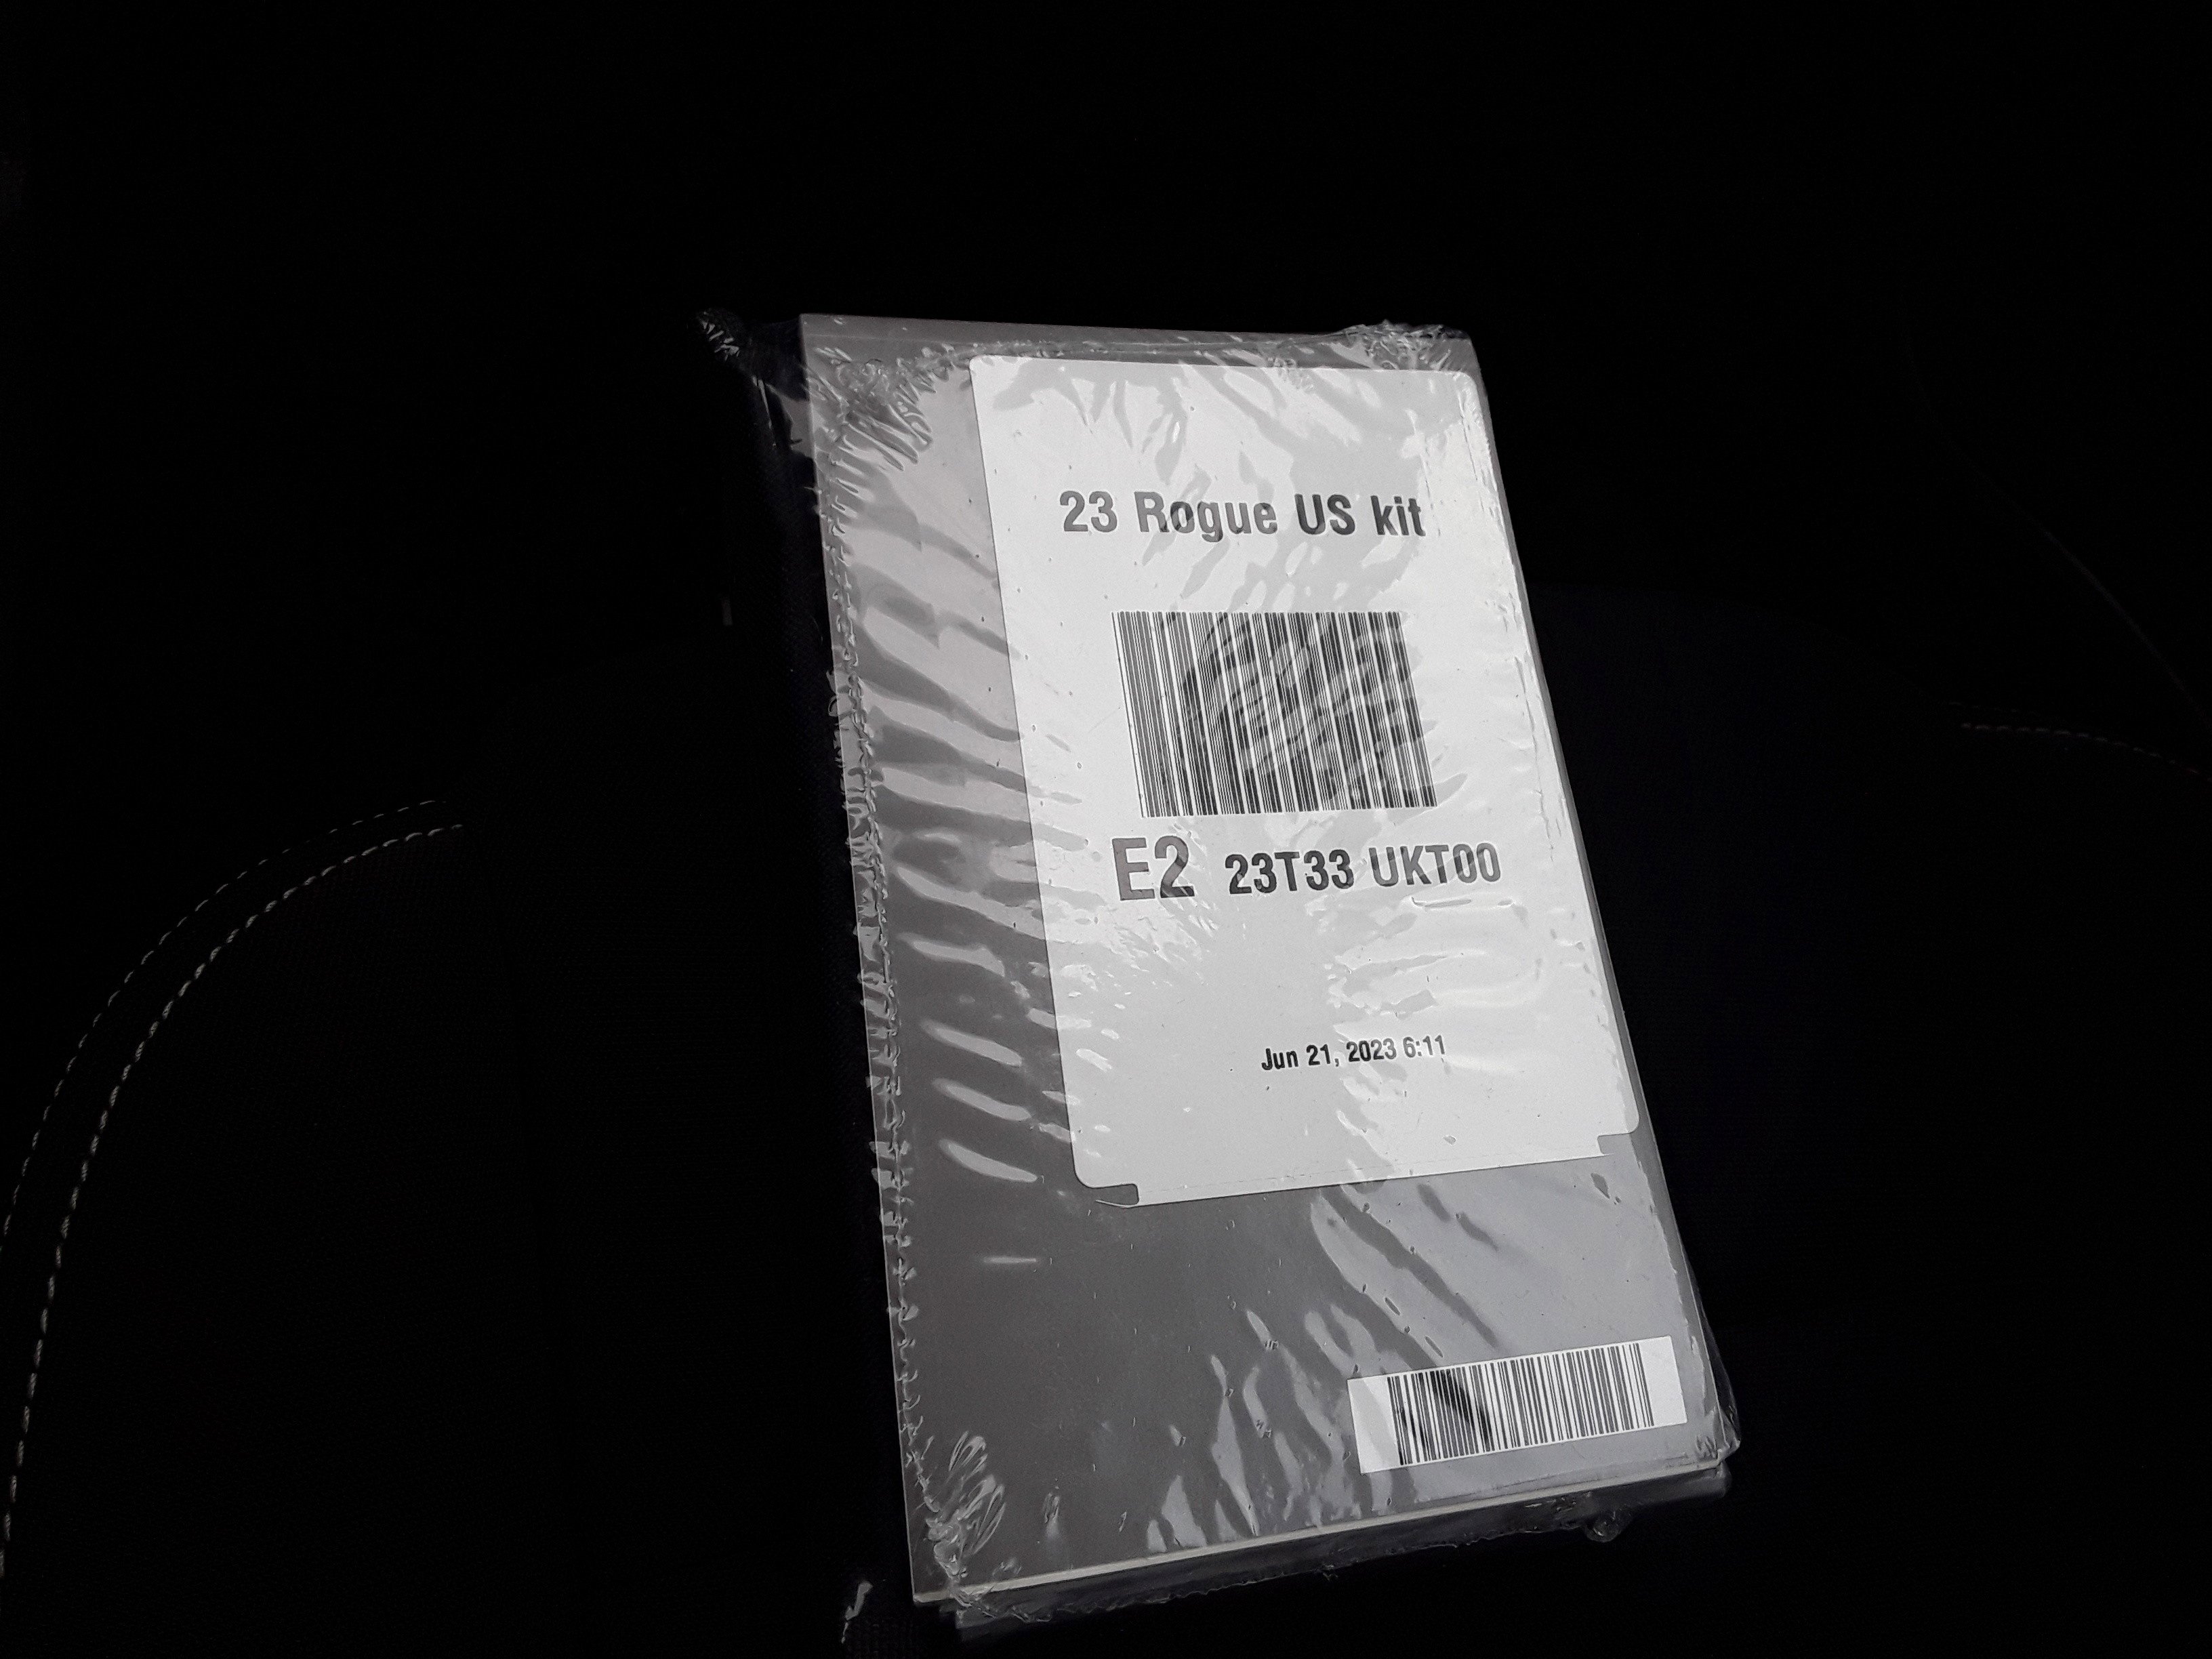 23 Rogue US kit
E2 23T33 UKT00
Jun 21, 2023 6:11